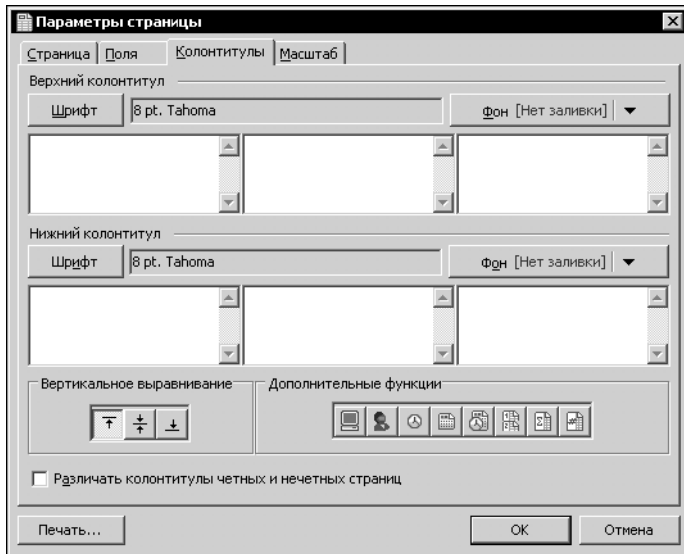 Параметры страницы
Страница Поля Колонтитулы Масштаб
Верхний колонтитул
Шрифт 8 pt. Tahoma Фон [Нет заливки]
Нижний колонтитул
Шрифт 8 pt. Tahoma Фон [Нет заливки]
Вертикальное выравнивание Дополнительные функции
Различать колонтитулы четных и нечетных страниц
Печать... OK Отмена